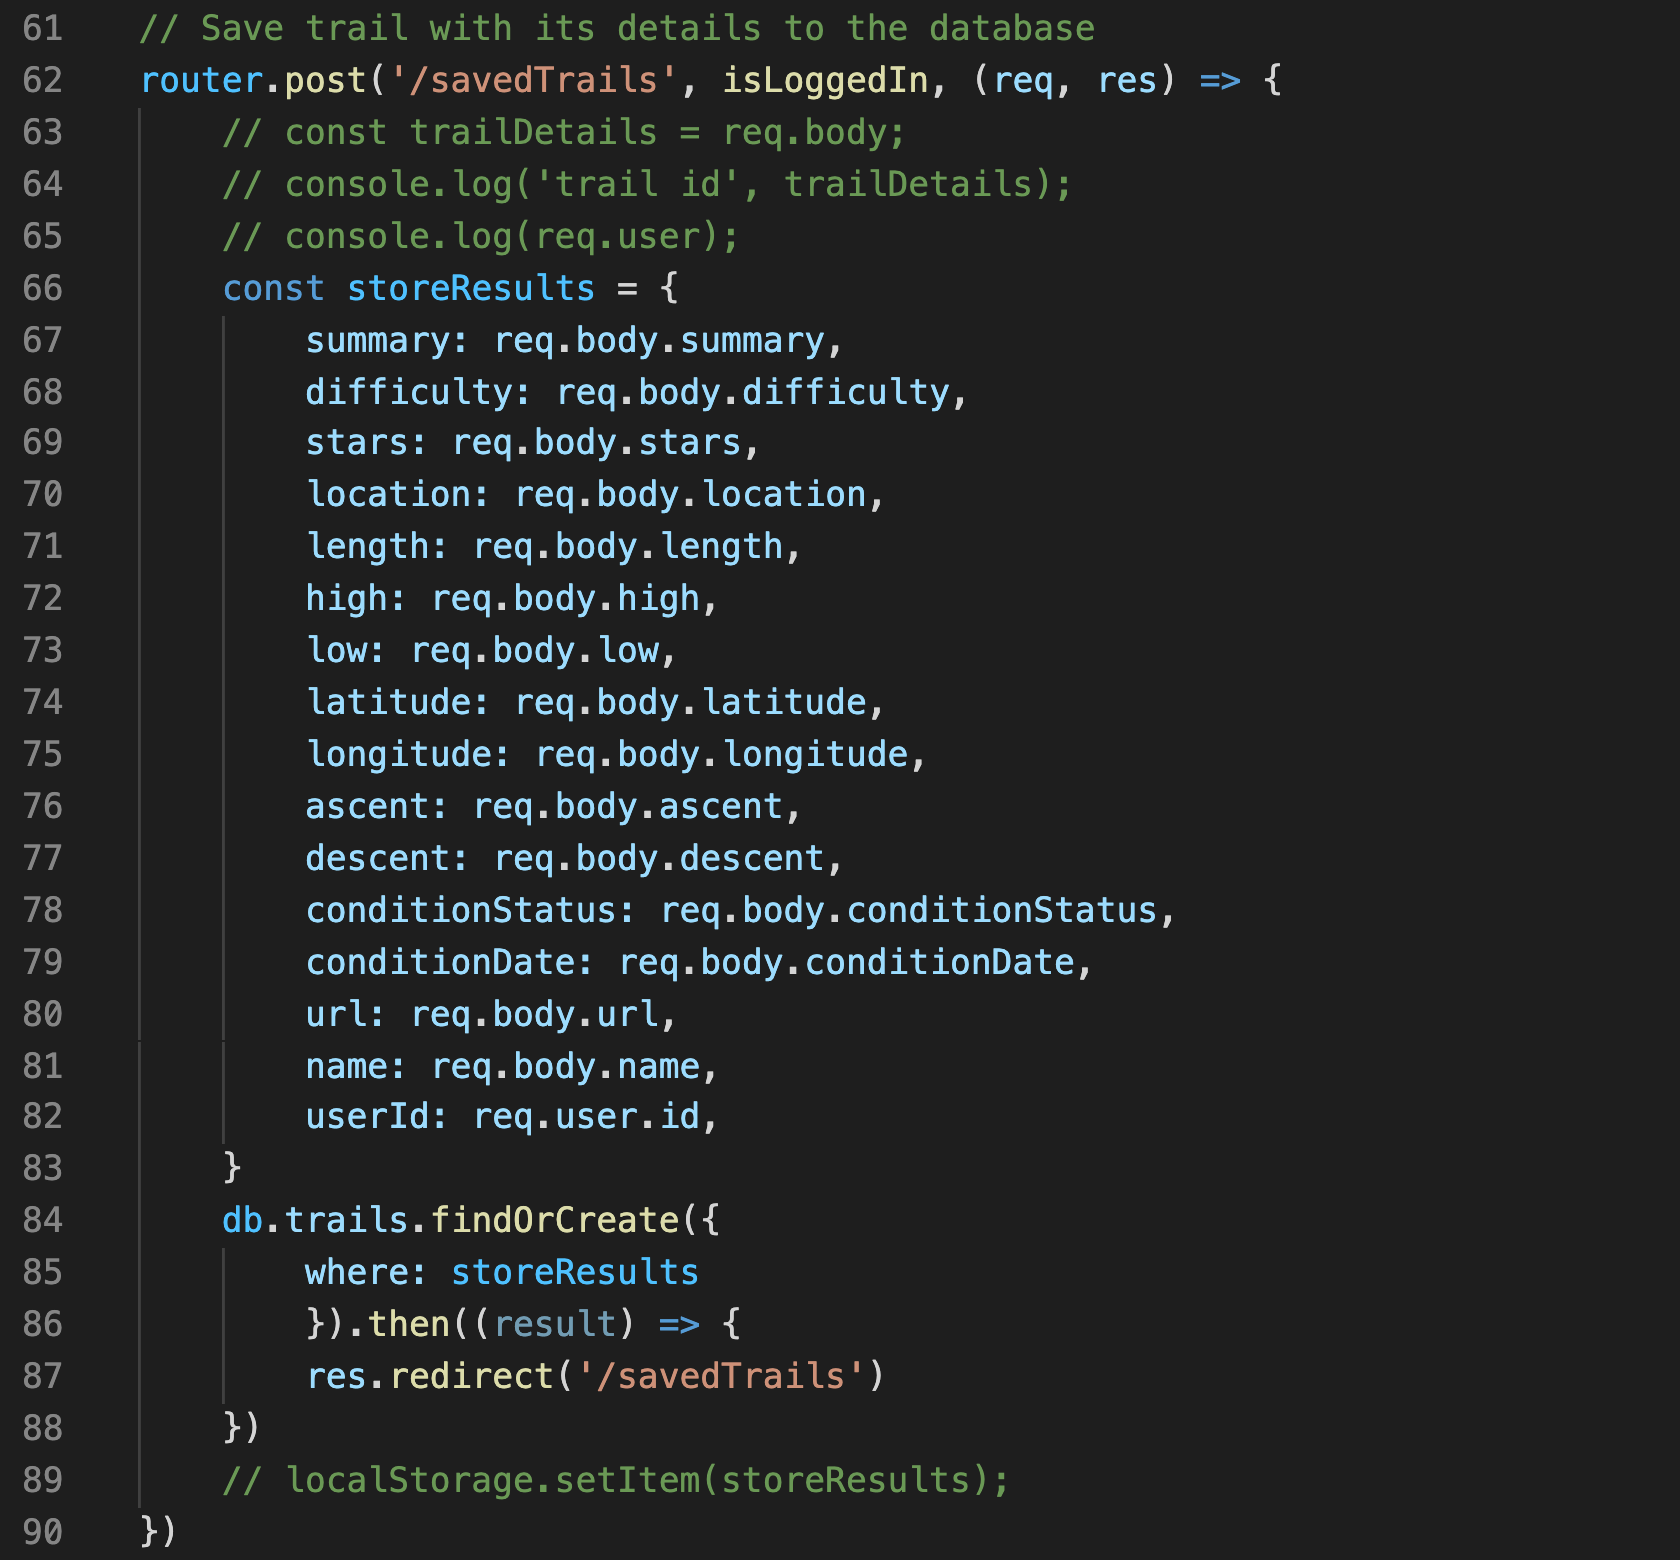 61 // Save trail with its details to the database
62 router.post('/savedTrails', isLoggedIn, (req, res) => {
63     // const trailDetails = req.body;
64     // console.log('trail id', trailDetails);
65     // console.log(req.user);
66     const storeResults = {
67         summary: req.body.summary,
68         difficulty: req.body.difficulty,
69         stars: req.body.stars,
70         location: req.body.location,
71         length: req.body.length,
72         high: req.body.high,
73         low: req.body.low,
74         latitude: req.body.latitude,
75         longitude: req.body.longitude,
76         ascent: req.body.ascent,
77         descent: req.body.descent,
78         conditionStatus: req.body.conditionStatus,
79         conditionDate: req.body.conditionDate,
80         url: req.body.url,
81         name: req.body.name,
82         userId: req.user.id,
83     }
84     db.trails.findOrCreate({
85         where: storeResults
86         }).then((result) => {
87         res.redirect('/savedTrails')
88     })
89     // localStorage.setItem(storeResults);
90 })